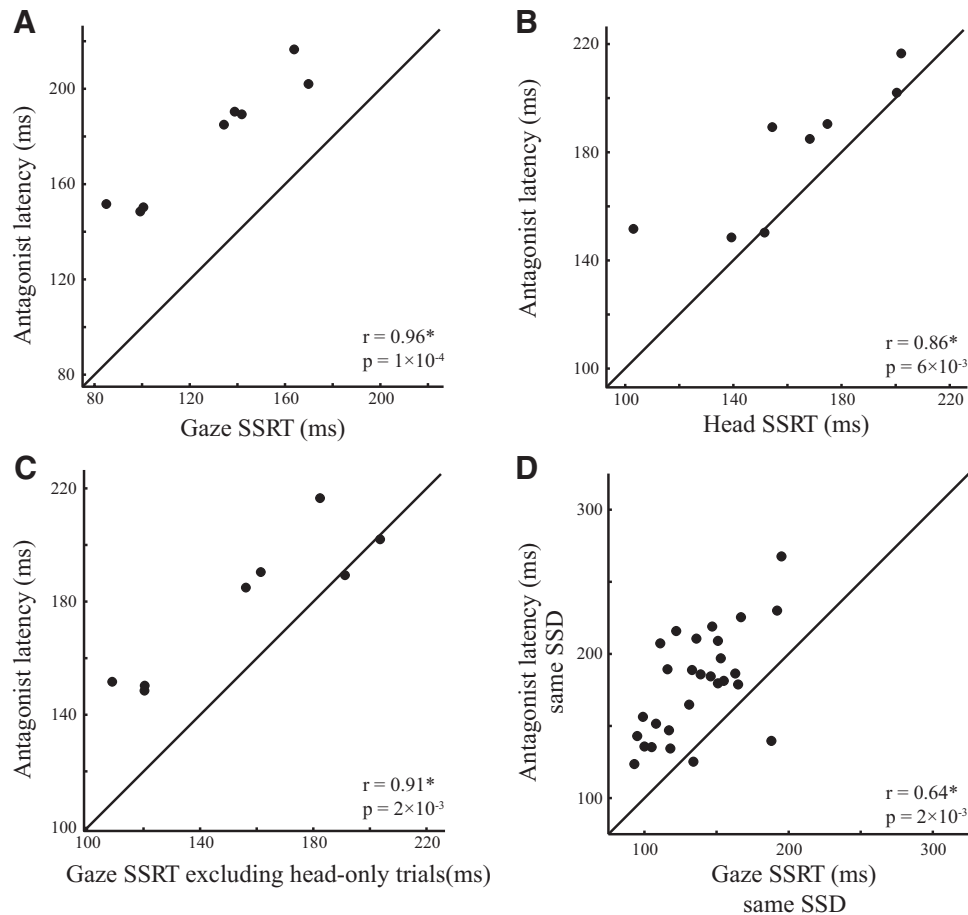 A
Antagonist latency (ms)
200
160
120
80
80
120
160
200
Gaze SSRT (ms)
r = 0.96*
p = 1×10-4
B
Antagonist latency (ms)
220
180
140
100
100
140
180
220
Head SSRT (ms)
r = 0.86*
p = 6×10-3
C
Antagonist latency (ms)
220
180
140
100
100
140
180
220
Gaze SSRT excluding head-only trials(ms)
r = 0.91*
p = 2×10-3
D
Antagonist latency (ms)
same SSD
300
200
100
100
200
300
Gaze SSRT (ms)
same SSD
r = 0.64*
p = 2×10-3